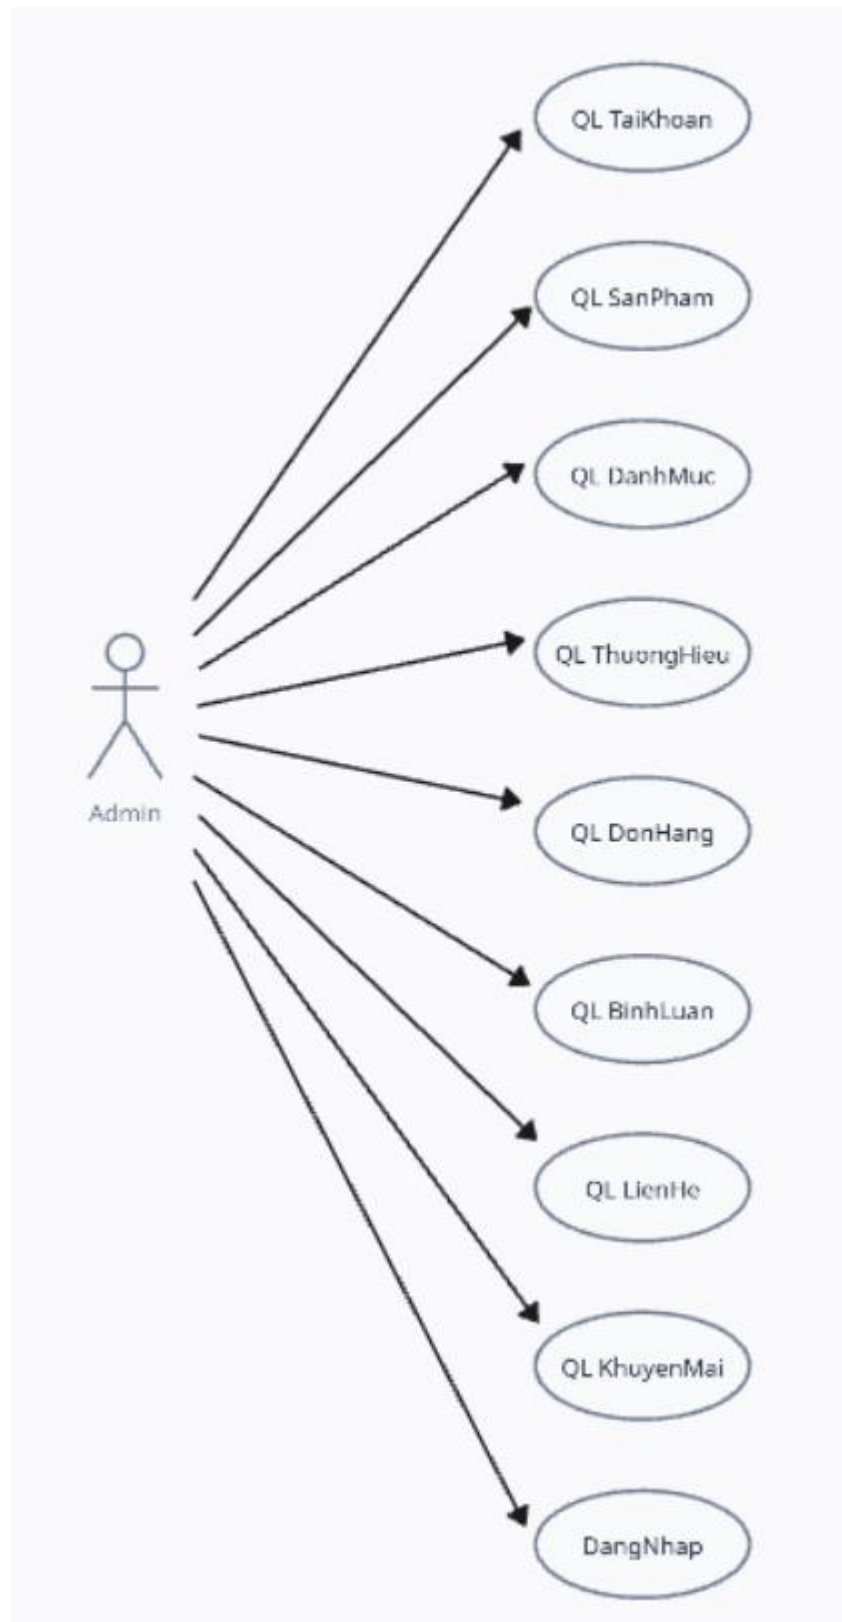 QL TaiKhoan
QL SanPham
QL DanhMuc
QL ThuongHieu
QL DonHang
Admin
QL BinhLuan
QL LienHe
QL KhuyenMai
DangNhap